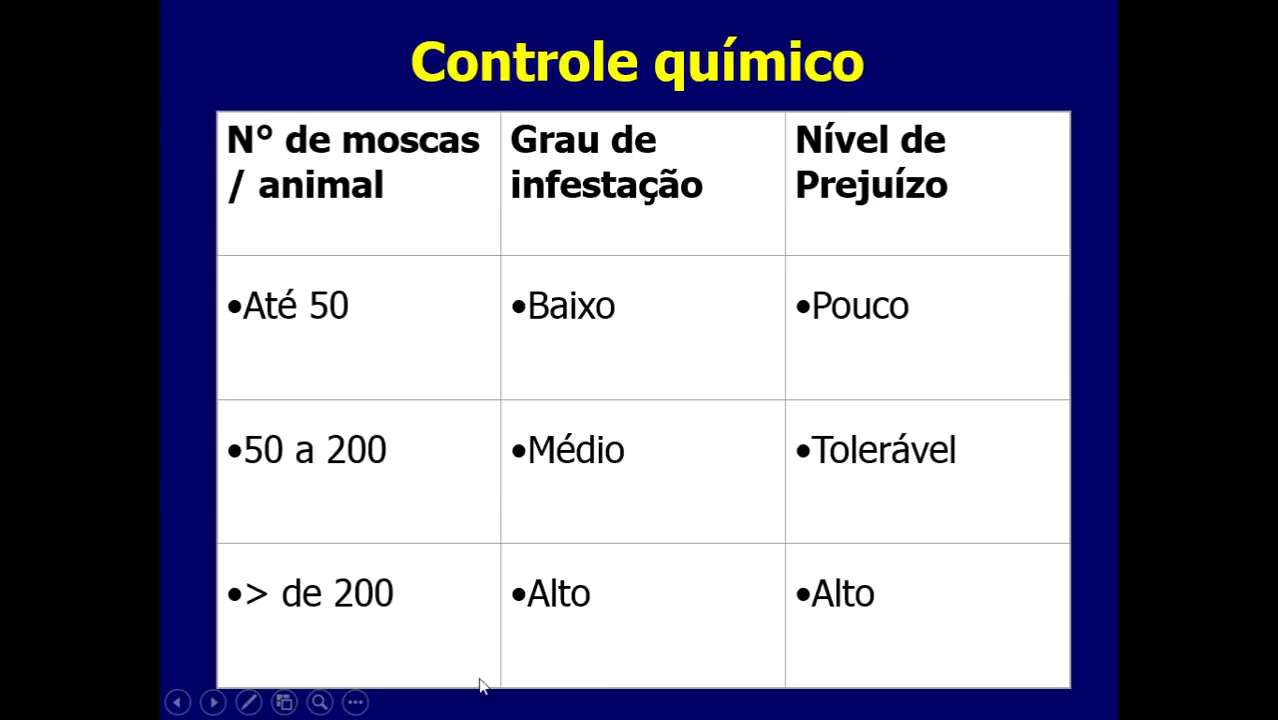 Controle químico
N° de moscas
/ animal
Grau de
infestação
Nível de
Prejuízo
•Até 50
•Baixo
•Pouco
•50 a 200
•Médio
•Tolerável
•> de 200
•Alto
•Alto